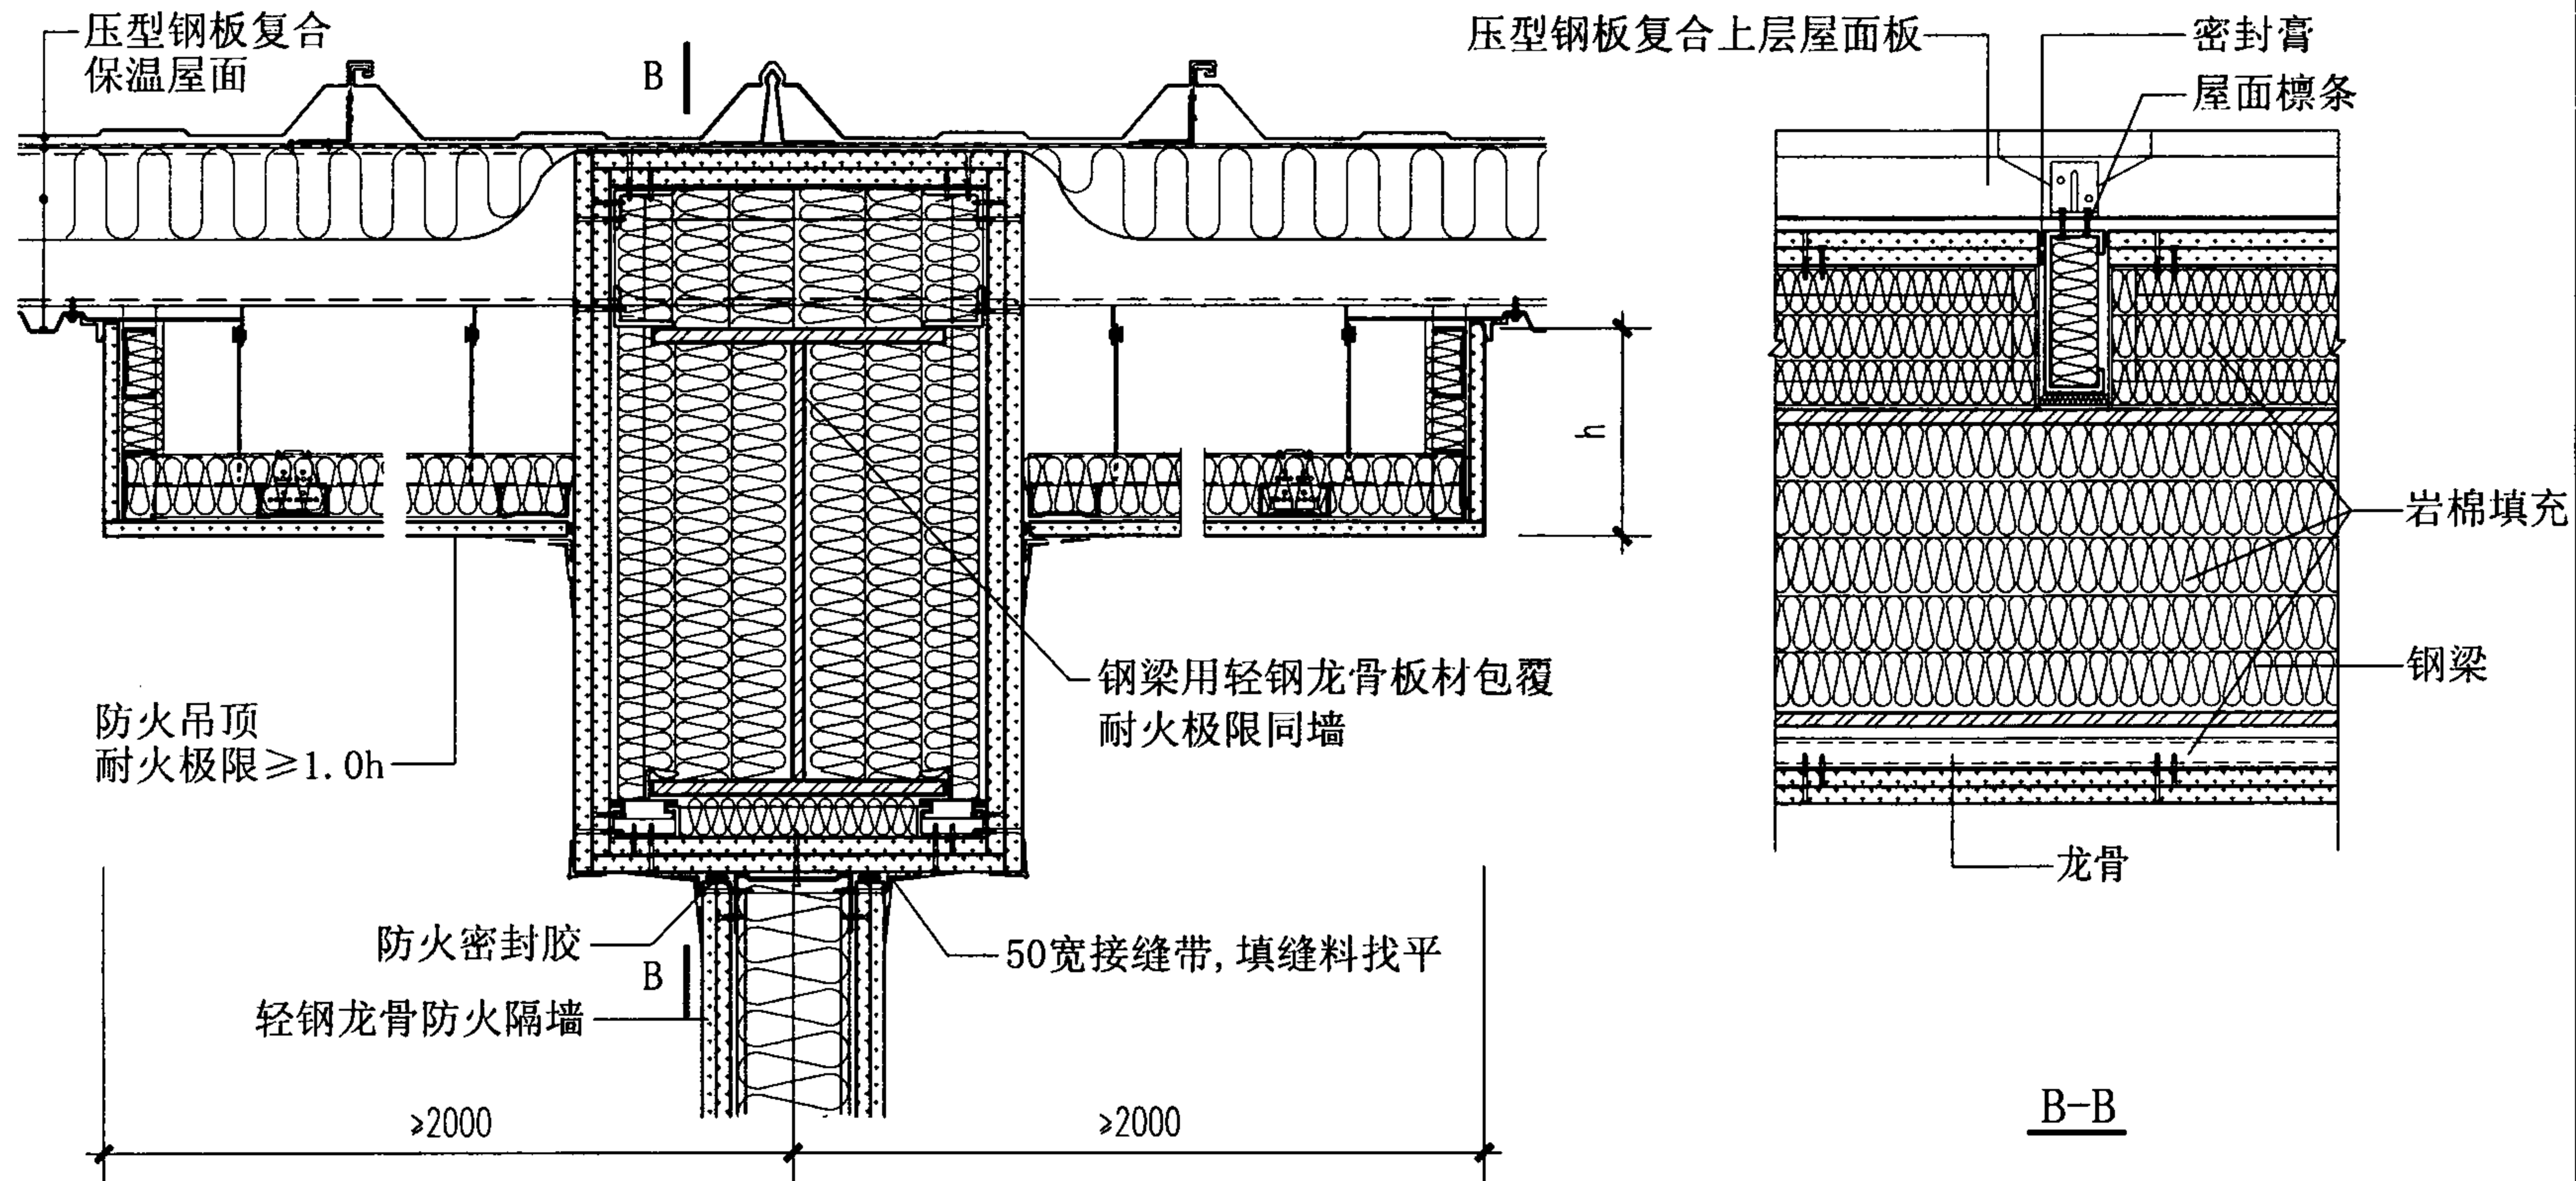 压型钢板复合
保温屋面
B
压型钢板复合上层屋面板
密封膏
屋面檩条
h
岩棉填充
钢梁用轻钢龙骨板材包覆
耐火极限同墙
钢梁
防火吊顶
耐火极限≥1.0h
龙骨
防火密封胶
50宽接缝带,填缝料找平
B
轻钢龙骨防火隔墙
≥2000
≥2000
B-B